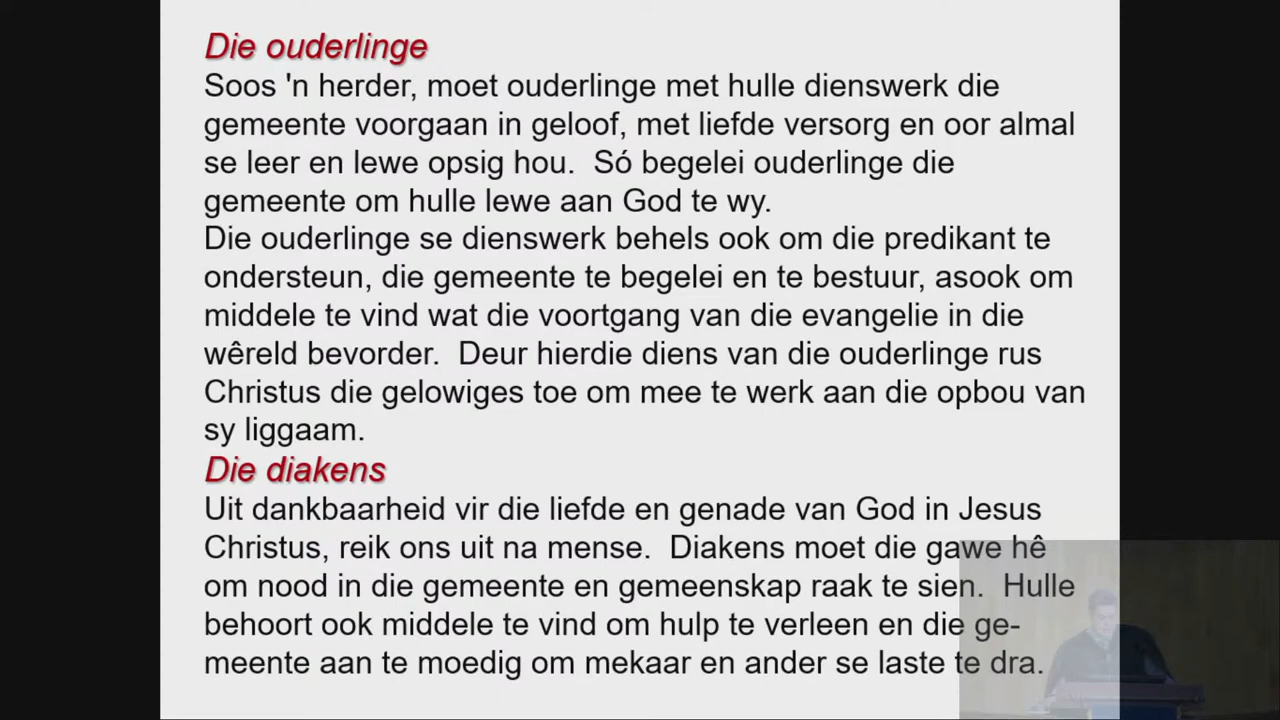 Die ouderlinge
Soos 'n herder, moet ouderlinge met hulle dienswerk die
gemeente voorgaan in geloof, met liefde versorg en oor almal
se leer en lewe opsig hou.  Só begelei ouderlinge die
gemeente om hulle lewe aan God te wy.
Die ouderlinge se dienswerk behels ook om die predikant te
ondersteun, die gemeente te begelei en te bestuur, asook om
middele te vind wat die voortgang van die evangelie in die
wêreld bevorder.  Deur hierdie diens van die ouderlinge rus
Christus die gelowiges toe om mee te werk aan die opbou van
sy liggaam.
Die diakens
Uit dankbaarheid vir die liefde en genade van God in Jesus
Christus, reik ons uit na mense.  Diakens moet die gawe hê
om nood in die gemeente en gemeenskap raak te sien.  Hulle
behoort ook middele te vind om hulp te verleen en die ge-
meente aan te moedig om mekaar en ander se laste te dra.